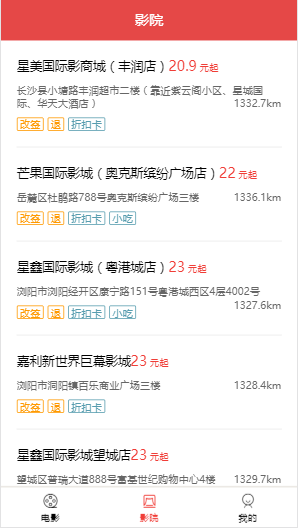 影院
星美国际影商城（丰润店）20.9 元起
长沙县小塘路丰润超市二楼（靠近紫云阁小区、星城国
际、华天大酒店） 1332.7km
改签 退 折扣卡
芒果国际影城（奥克斯缤纷广场店）22 元起
岳麓区杜鹃路788号奥克斯缤纷广场三楼 1336.1km
改签 退 折扣卡 小吃
星鑫国际影城（粤港城店）23 元起
浏阳市浏阳经开区康宁路151号粤港城西区4层4002号
1327.6km
改签 退 折扣卡 小吃
嘉利新世界巨幕影城23 元起
浏阳市浏阳镇百乐商业广场三楼 1328.4km
改签 退 折扣卡
星鑫国际影城望城店23 元起
望城区普瑞大道888号富基世纪购物中心4楼 1329.7km
电影 影院 我的